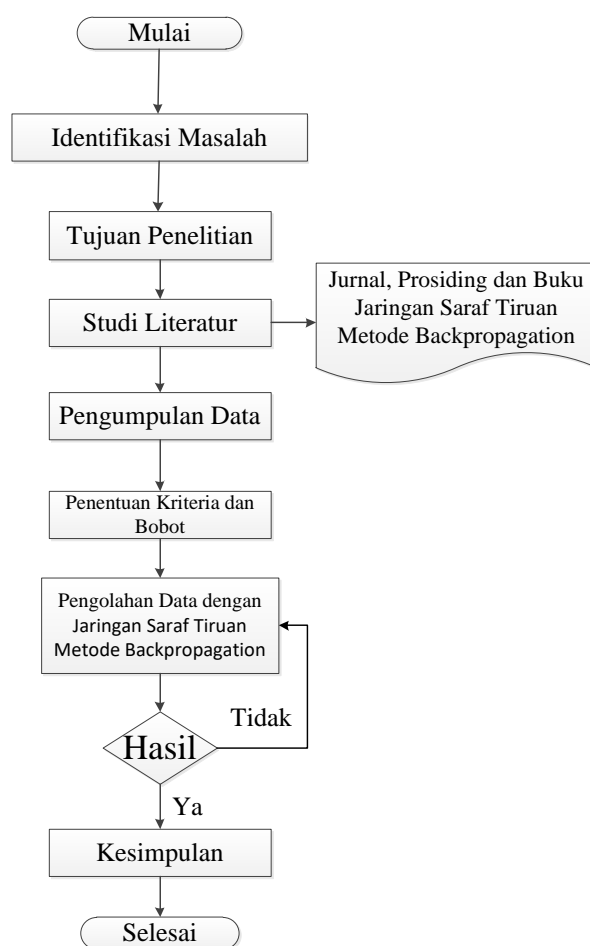 Mulai
Identifikasi Masalah
Tujuan Penelitian
Studi Literatur
Jurnal, Prosiding dan Buku
Jaringan Saraf Tiruan
Metode Backpropagation
Pengumpulan Data
Penentuan Kriteria dan
Bobot
Pengolahan Data dengan
Jaringan Saraf Tiruan
Metode Backpropagation
Hasil
Tidak
Ya
Kesimpulan
Selesai